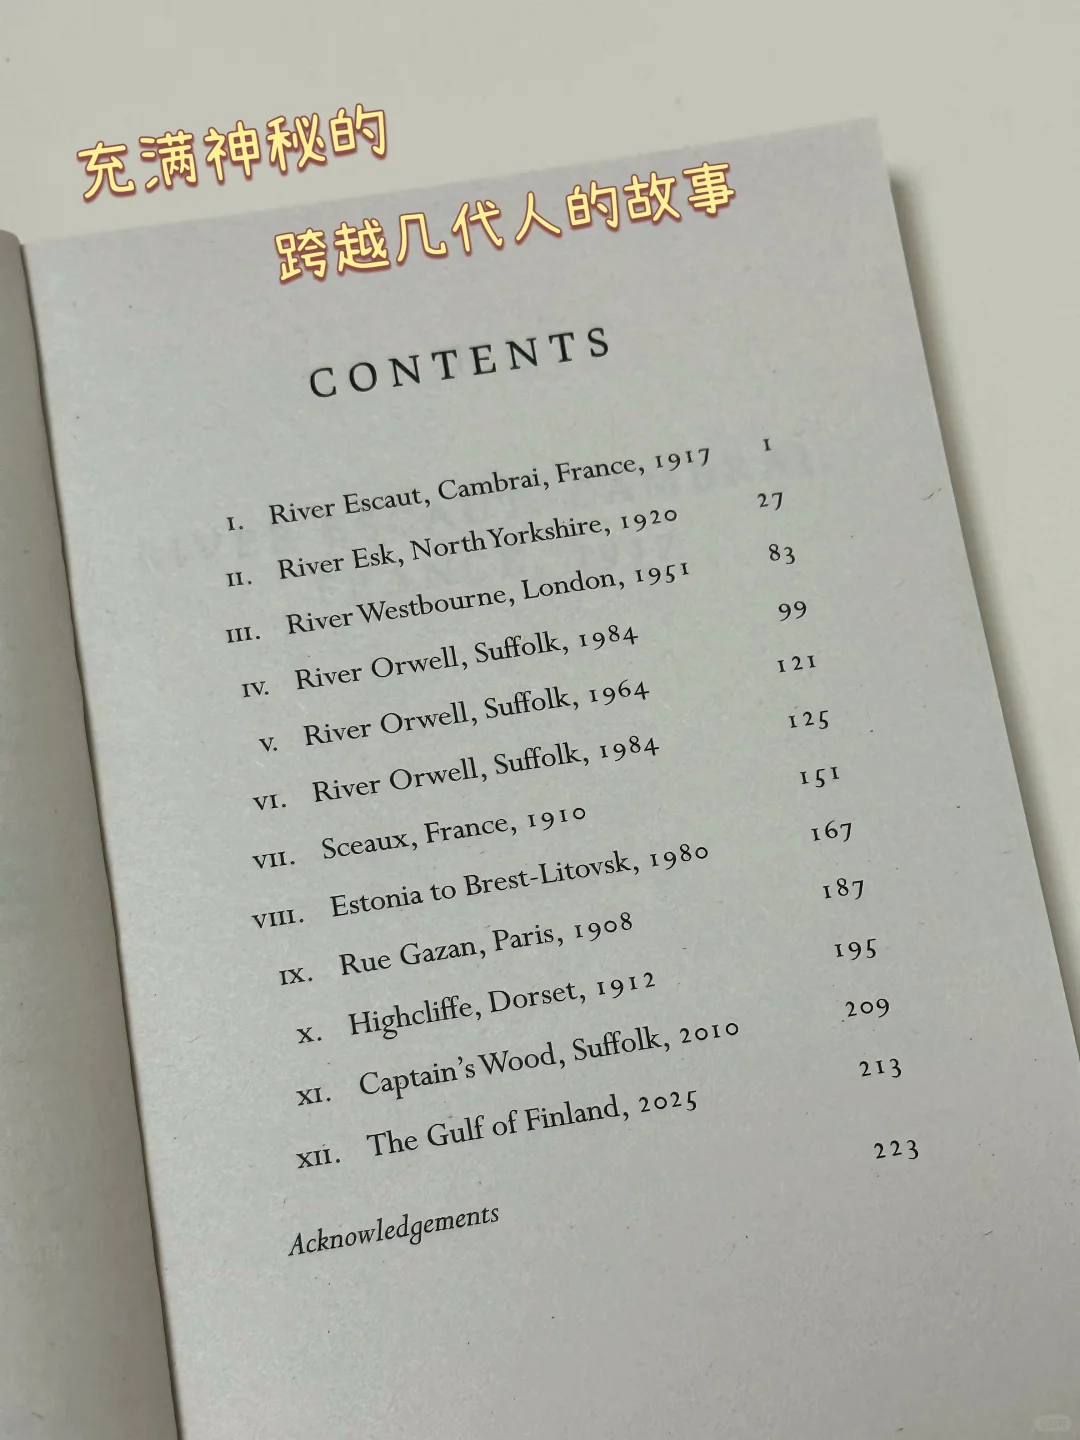 充满神秘的
跨越几代人的故事
CONTENTS
I. River Escaut, Cambrai, France, 1917 1
II. River Esk, North Yorkshire, 1920 27
III. River Westbourne, London, 1951 83
IV. River Orwell, Suffolk, 1984 99
V. River Orwell, Suffolk, 1964 121
VI. River Orwell, Suffolk, 1984 125
VII. Sceaux, France, 1910 151
VIII. Estonia to Brest-Litovsk, 1980 167
IX. Rue Gazan, Paris, 1908 187
X. Highcliffe, Dorset, 1912 195
XI. Captain's Wood, Suffolk, 2010 209
XII. The Gulf of Finland, 2025 213
Acknowledgements 223